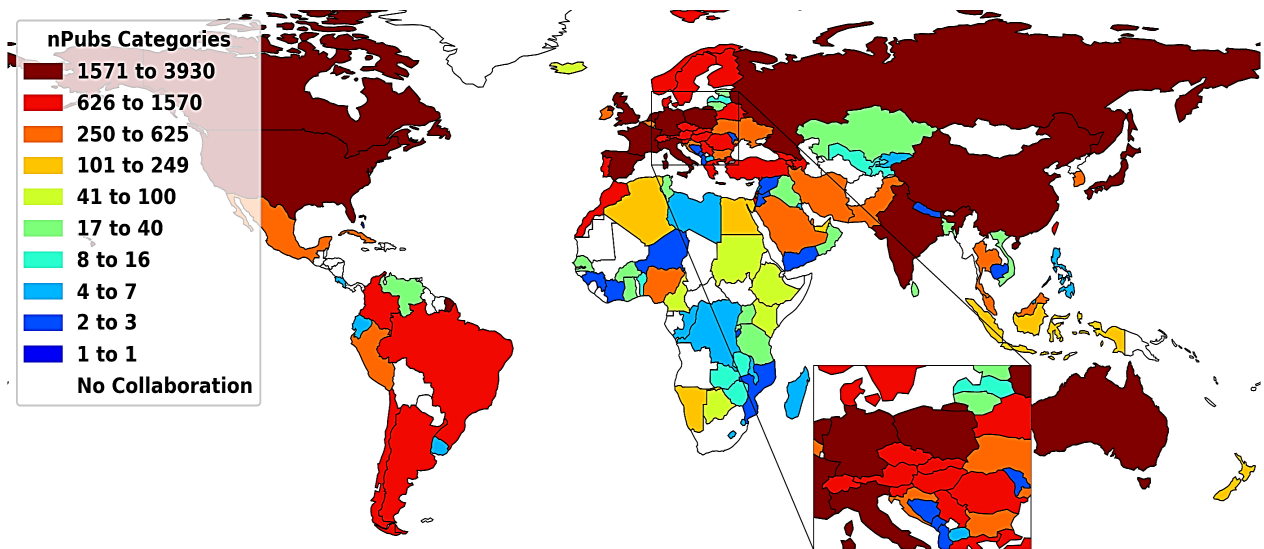 nPubs Categories
1571 to 3930
626 to 1570
250 to 625
101 to 249
41 to 100
17 to 40
8 to 16
4 to 7
2 to 3
1 to 1
No Collaboration